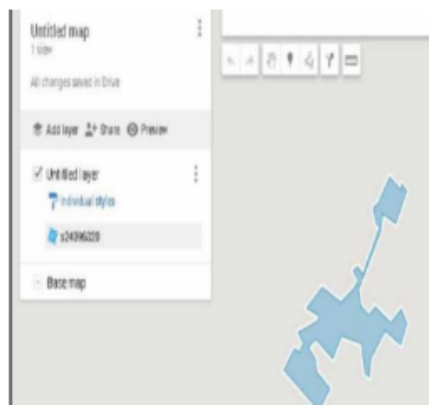 Untitled map
1 view
All changes saved in Drive
Add layer Share Preview
Untitled layer
Individual styles
Base map